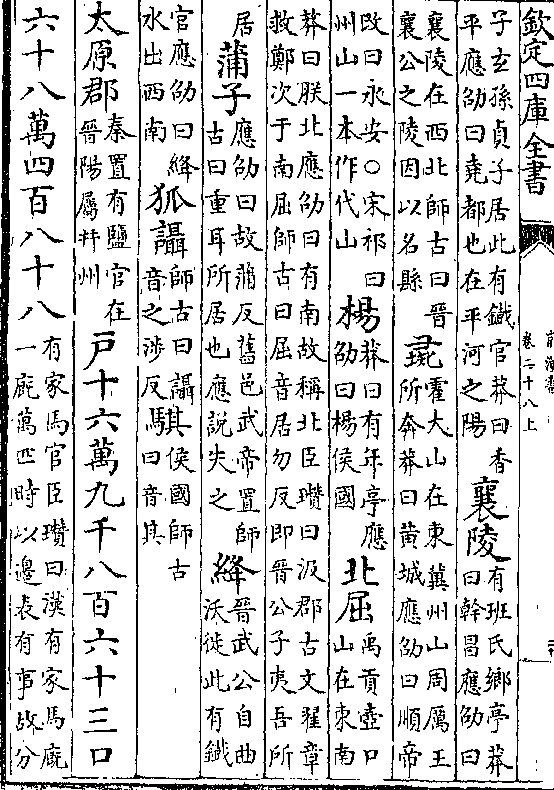 欽定四庫全書
前漢書
卷二十八上
子玄孫貞子居此有鐡官莽曰香
平應劭曰堯都也在平河之陽
襄陵
有班氏鄉亭莽
曰幹昌應劭曰
襄陵在西北師古曰晉
襄公之陵因以名縣
彘
霍大山在東冀州山周厲王
所奔莽曰黄城應劭曰順帝
改曰永安○宋祁曰
州山一本作代山
楊
莽曰有年亭應
劭曰楊侯國
北屈
禹貢壺口
山在東南
莽曰朕北應劭曰有南故稱北臣瓚曰汲郡古文翟章
救鄭次于南屈師古曰屈音居勿反即晉公子夷吾所
居
蒲子
應劭曰故蒲反舊邑武帝置師
古曰重耳所居也應説失之
絳
晉武公自曲
沃徙此有鐡
官應劭曰絳
水出西南
狐讘
師古曰讘
音之涉反
騏
侯國師古
曰音其
太原郡
秦置有鹽官在
晉陽屬并州
户十六萬九千八百六十三口
六十八萬四百八十八
有家馬官臣瓚曰漢有家馬廐
一廐萬匹時以邊表有事故分